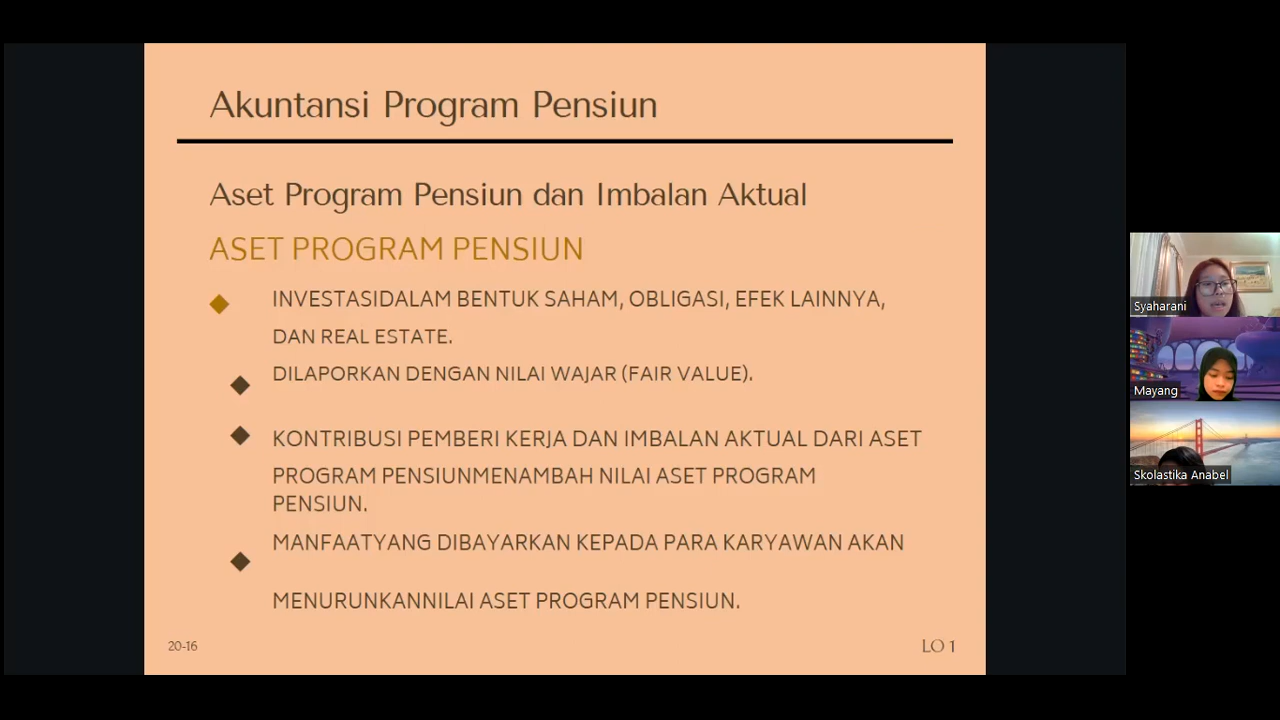 Akuntansi Program Pensiun
Aset Program Pensiun dan Imbalan Aktual
ASET PROGRAM PENSIUN
INVESTASIDALAM BENTUK SAHAM, OBLIGASI, EFEK LAINNYA,
DAN REAL ESTATE.
DILAPORKAN DENGAN NILAI WAJAR (FAIR VALUE).
KONTRIBUSI PEMBERI KERJA DAN IMBALAN AKTUAL DARI ASET
PROGRAM PENSIUNMENAMBAH NILAI ASET PROGRAM
PENSIUN.
MANFAATYANG DIBAYARKAN KEPADA PARA KARYAWAN AKAN
MENURUNKANNILAI ASET PROGRAM PENSIUN.
20-16
LO 1
Syaharani
Mayang
Skolastika Anabel